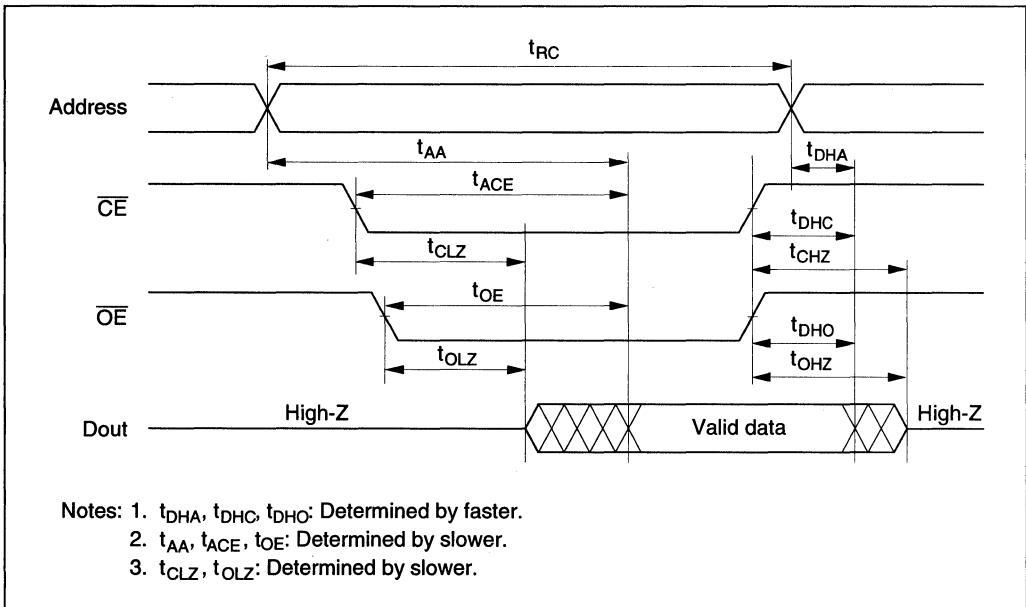 tRC
Address
tAA
tDHA
tACE
CE
tDHC
tCLZ
tCHZ
tOE
OE
tDHO
tOLZ
tOHZ
High-Z
Valid data
High-Z
Dout
Notes: 1. tDHA, tDHC, tDHO: Determined by faster.
2. tAA, tACE, tOE: Determined by slower.
3. tCLZ, tOLZ: Determined by slower.